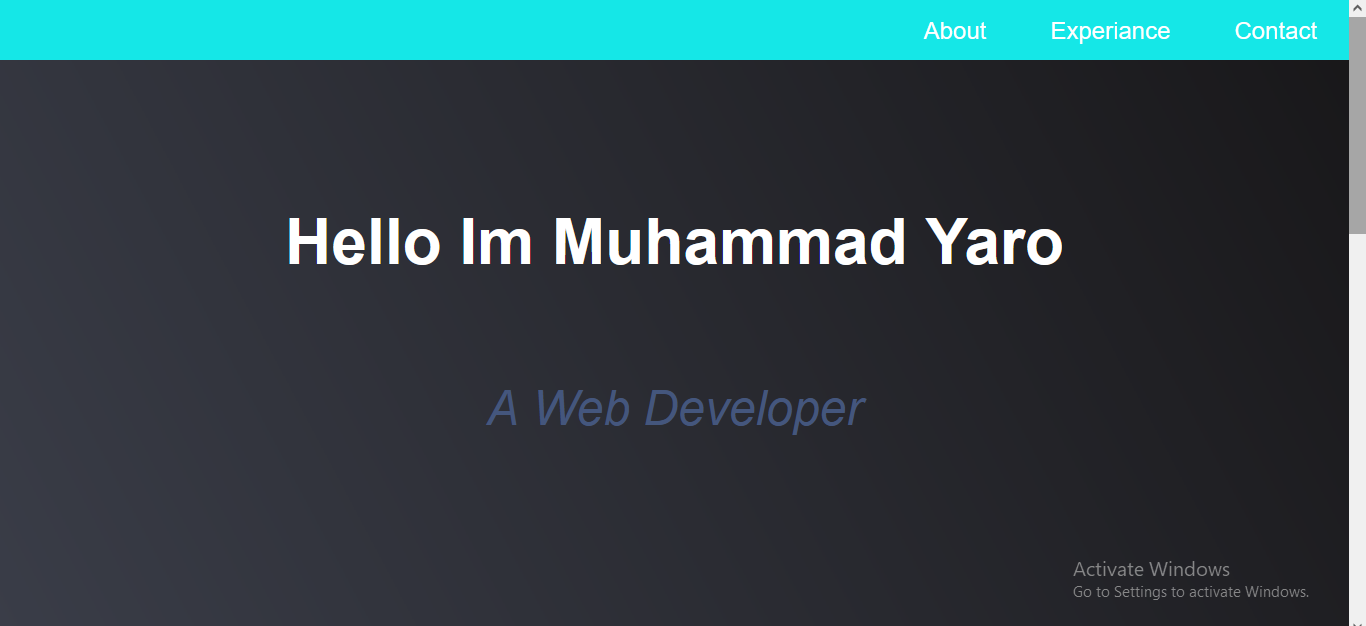 About Experiance Contact
Hello Im Muhammad Yaro
A Web Developer
Activate Windows
Go to Settings to activate Windows.